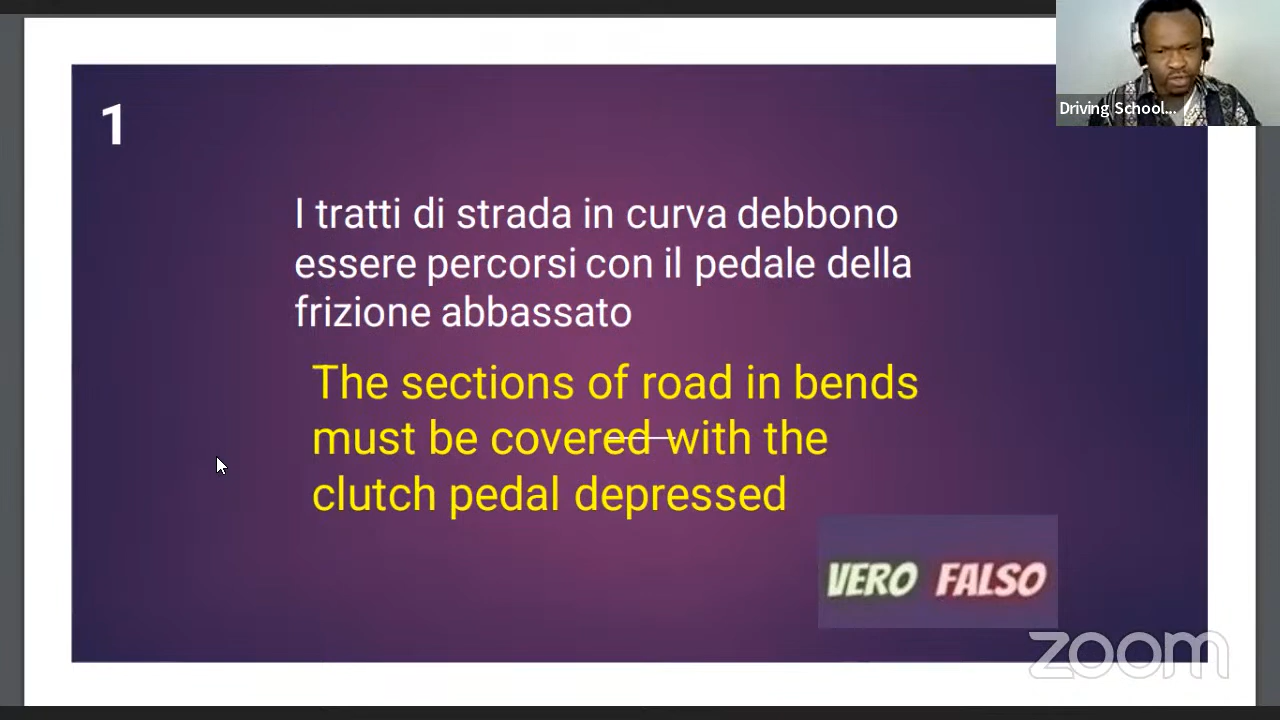 Driving School...
1
I tratti di strada in curva debbono
essere percorsi con il pedale della
frizione abbassato
The sections of road in bends
must be covered with the
clutch pedal depressed
VERO FALSO
zoom